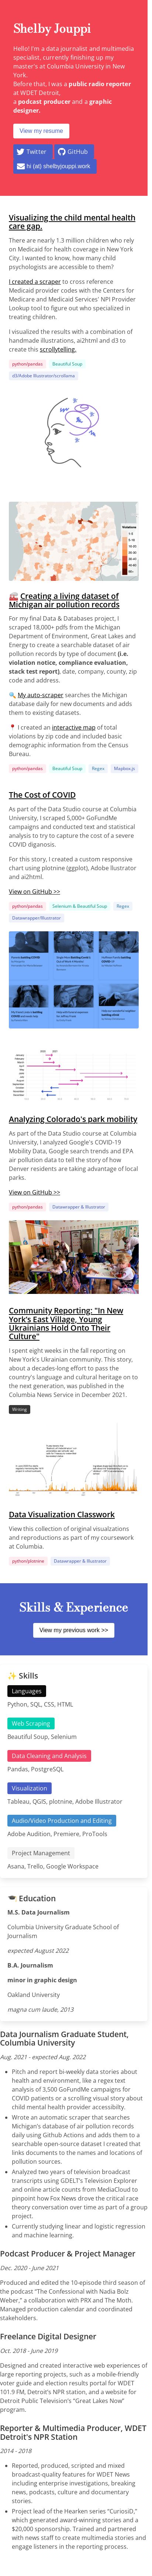 Shelby Jouppi
Hello! I'm a data journalist and multimedia
specialist, currently finishing up my
master's at Columbia University in New
York.
Before that, I was a public radio reporter
at WDET Detroit,
a podcast producer and a graphic
designer.
View my resume
Twitter
GitHub
hi (at) shelbyjouppi.work
Visualizing the child mental health
care gap.
There are nearly 1.3 million children who rely
on Medicaid for healthcare coverage in New
York City. I wanted to know, how many child
psychologists are accessible to them?
I created a scraper to cross reference
Medicaid provider codes with the Centers for
Medicare and Medicaid Services' NPI Provider
Lookup tool to figure out who was specialized
in treating children.
I visualized the results with a combination of
handmade illustrations, ai2html and d3 to
create this scrollytelling.
python/pandas
Beautiful Soup
d3/Adobe Illustrator/scrollama
Creating a living dataset of
Michigan air pollution records
For my final Data & Databases project, I
scraped 18,000+ pdfs from the Michigan
Department of Environment, Great Lakes and
Energy to create a searchable dataset of air
pollution records by type of document (i.e.
violation notice, compliance evaluation,
stack test report), date, company, county, zip
code and address.
My auto-scraper searches the Michigan
database daily for new documents and adds
them to existing datasets.
I created an interactive map of total
violations by zip code and included basic
demographic information from the Census
Bureau.
python/pandas
Beautiful Soup
Regex
Mapbox.js
The Cost of COVID
As part of the Data Studio course at Columbia
University, I scraped 5,000+ GoFundMe
campaigns and conducted text and statistical
analysis to try to capture the cost of a severe
COVID diganosis.
For this story, I created a custom responsive
chart using plotnine (ggplot), Adobe Illustrator
and ai2html.
View on GitHub >>
python/pandas
Selenium & Beautiful Soup
Regex
Datawrapper/Illustrator
Analyzing Colorado's park mobility
As part of the Data Studio course at Columbia
University, I analyzed Google's COVID-19
Mobility Data, Google search trends and EPA
air pollution data to tell the story of how
Denver residents are taking advantage of local
parks.
View on GitHub >>
python/pandas
Datawrapper & Illustrator
Community Reporting: "In New
York's East Village, Young
Ukrainians Hold Onto Their
Culture"
I spent eight weeks in the fall reporting on
New York's Ukrainian community. This story,
about a decades-long effort to pass the
country's language and cultural heritage on to
the next generation, was published in the
Columbia News Service in December 2021.
Writing
Data Visualization Classwork
View this collection of original visualizations
and reproductions as part of my coursework
at Columbia.
python/plotnine
Datawrapper & Illustrator
Skills & Experience
View my previous work >>
Skills
Languages
Python, SQL, CSS, HTML
Web Scraping
Beautiful Soup, Selenium
Data Cleaning and Analysis
Pandas, PostgreSQL
Visualization
Tableau, QGIS, plotnine, Adobe Illustrator
Audio/Video Production and Editing
Adobe Audition, Premiere, ProTools
Project Management
Asana, Trello, Google Workspace
Education
M.S. Data Journalism
Columbia University Graduate School of
Journalism
expected August 2022
B.A. Journalism
minor in graphic design
Oakland University
magna cum laude, 2013
Data Journalism Graduate Student,
Columbia University
Aug. 2021 - expected Aug. 2022
Pitch and report bi-weekly data stories about
health and environment, like a regex text
analysis of 3,500 GoFundMe campaigns for
COVID patients or a scrolling visual story about
child mental health provider accessibility.
Wrote an automatic scraper that searches
Michigan's database of air pollution records
daily using Github Actions and adds them to a
searchable open-source dataset I created that
links documents to the names and locations of
pollution sources.
Analyzed two years of television broadcast
transcripts using GDELT's Television Explorer
and online article counts from MediaCloud to
pinpoint how Fox News drove the critical race
theory conversation over time as part of a group
project.
Currently studying linear and logistic regression
and machine learning.
Podcast Producer & Project Manager
Dec. 2020 - June 2021
Produced and edited the 10-episode third season of
the podcast "The Confessional with Nadia Bolz
Weber," a collaboration with PRX and The Moth.
Managed production calendar and coordinated
stakeholders.
Freelance Digital Designer
Oct. 2018 - June 2019
Designed and created interactive web experiences of
large reporting projects, such as a mobile-friendly
voter guide and election results portal for WDET
101.9 FM, Detroit's NPR station, and a website for
Detroit Public Television's "Great Lakes Now"
program.
Reporter & Multimedia Producer, WDET
Detroit's NPR Station
2014 - 2018
Reported, produced, scripted and mixed
broadcast-quality features for WDET News
including enterprise investigations, breaking
news, podcasts, culture and documentary
stories.
Project lead of the Hearken series "CuriosiD,"
which generated award-winning stories and a
$20,000 sponsorship. Trained and partnered
with news staff to create multimedia stories and
engage listeners in the reporting process.